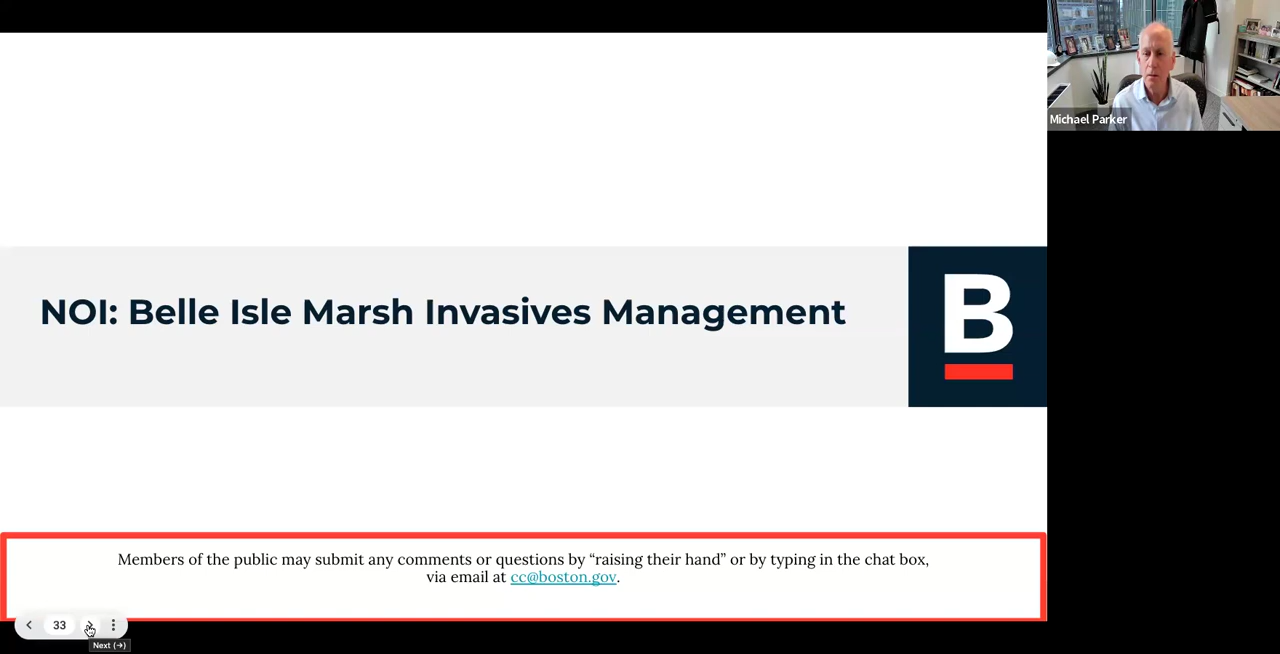 Michael Parker
NOI: Belle Isle Marsh Invasives Management
B
Members of the public may submit any comments or questions by “raising their hand” or by typing in the chat box,
via email at cc@boston.gov.
33
Next (→)